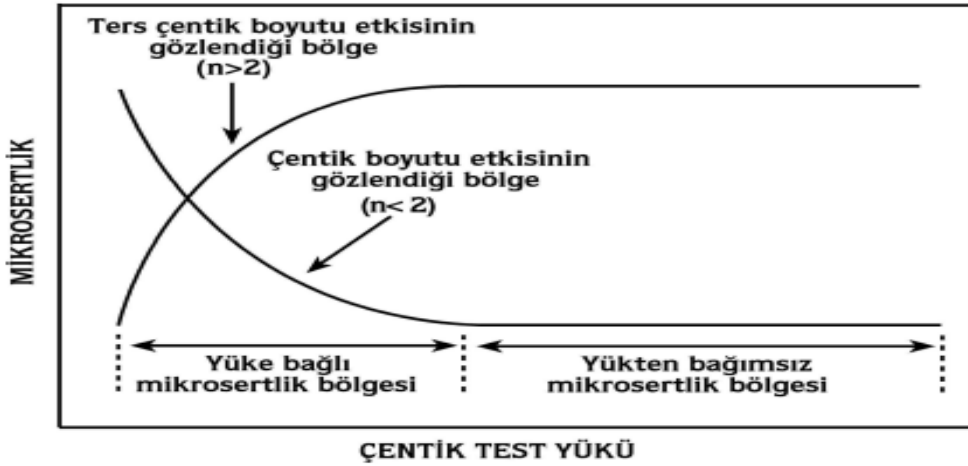 Ters çentik boyutu etkisinin
gözlendiği bölge
(n>2)
Çentik boyutu etkisinin
gözlendiği bölge
(n< 2)
MİKROSERTLİK
Yüke bağlı
mikrosertlik bölgesi
Yükten bağımsız
mikrosertlik bölgesi
ÇENTİK TEST YÜKÜ